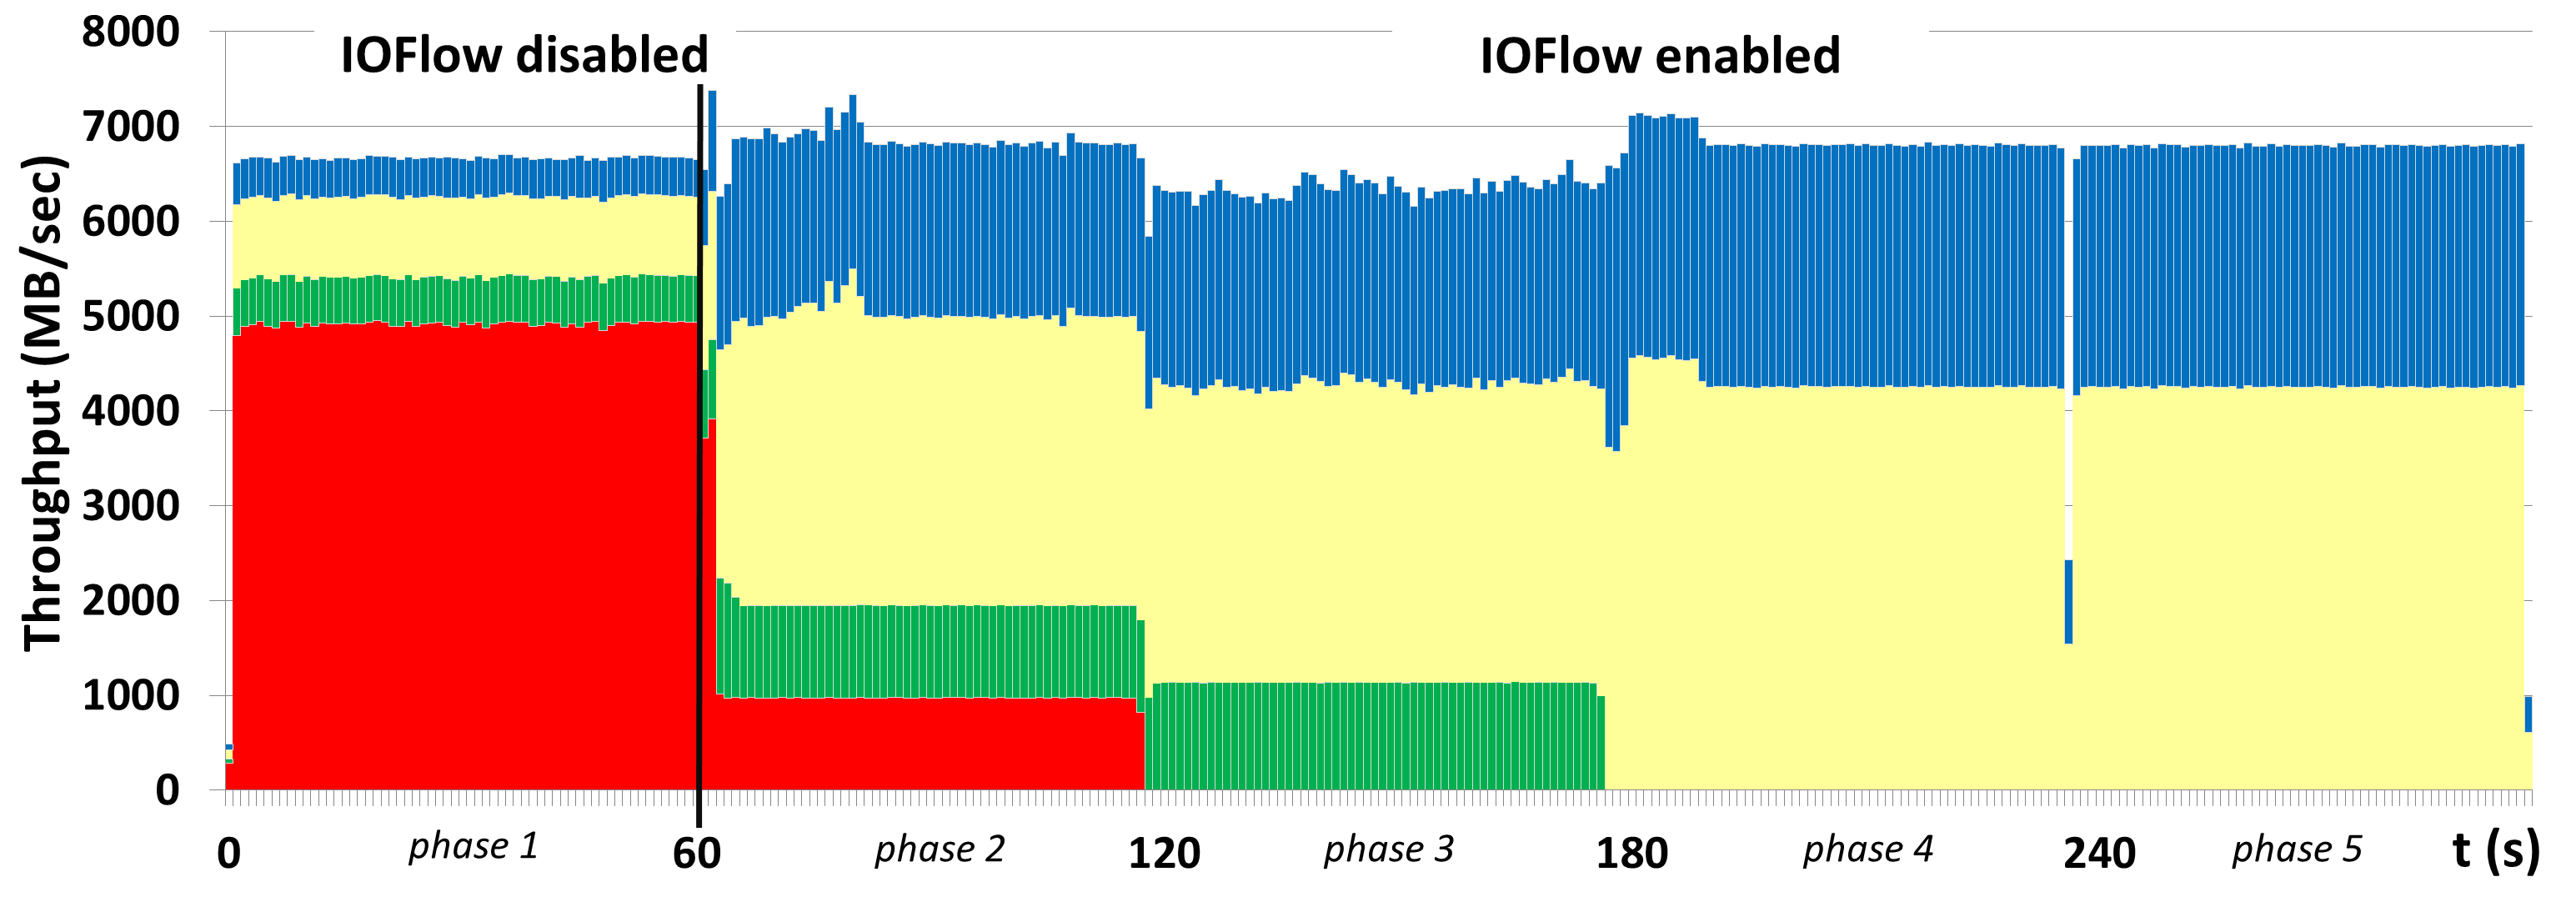 8000
IOFlow disabled
IOFlow enabled
7000
6000
5000
4000
3000
2000
1000
0
Throughput (MB/sec)
0
phase 1
60
phase 2
120
phase 3
180
phase 4
240
phase 5
t (s)